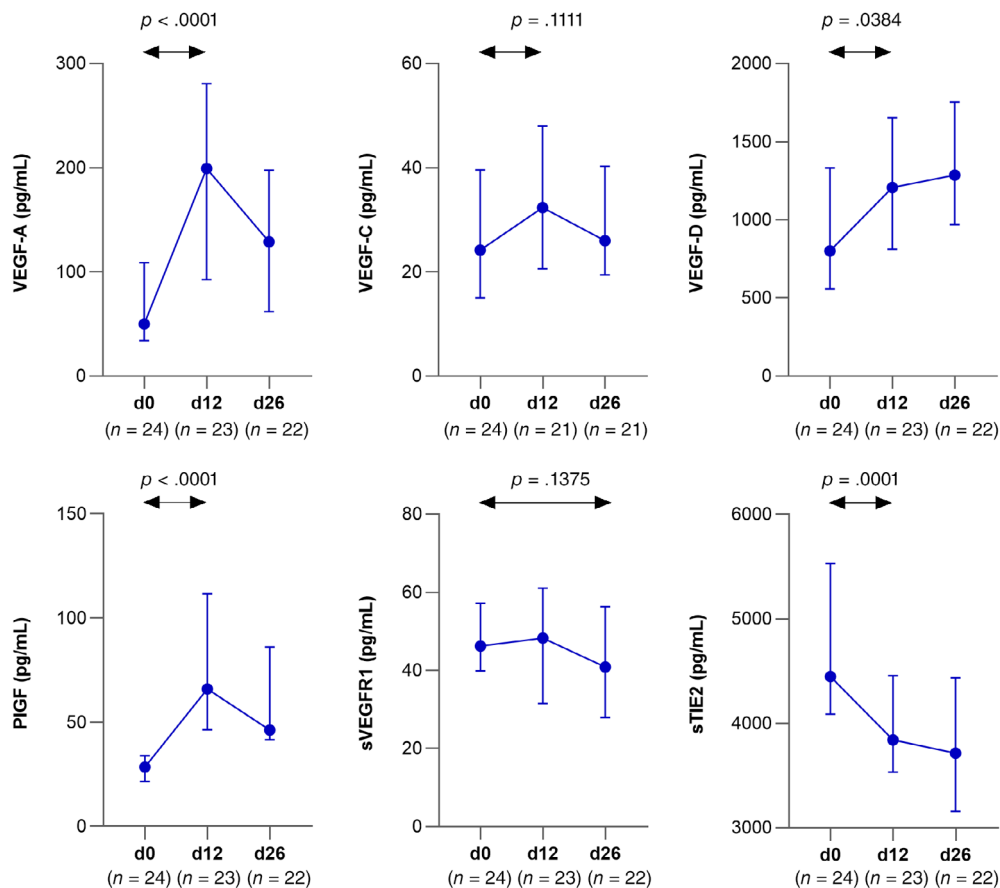 p < .0001
300
200
100
0
VEGF-A (pg/mL)
d0 d12 d26
(n = 24) (n = 23) (n = 22)
p = .1111
60
40
20
0
VEGF-C (pg/mL)
d0 d12 d26
(n = 24) (n = 21) (n = 21)
p = .0384
2000
1500
1000
500
0
VEGF-D (pg/mL)
d0 d12 d26
(n = 24) (n = 23) (n = 22)
p < .0001
150
100
50
0
PlGF (pg/mL)
d0 d12 d26
(n = 24) (n = 23) (n = 22)
p = .1375
80
60
40
20
0
sVEGFR1 (pg/mL)
d0 d12 d26
(n = 24) (n = 23) (n = 22)
p = .0001
6000
5000
4000
3000
sTIE2 (pg/mL)
d0 d12 d26
(n = 24) (n = 23) (n = 22)